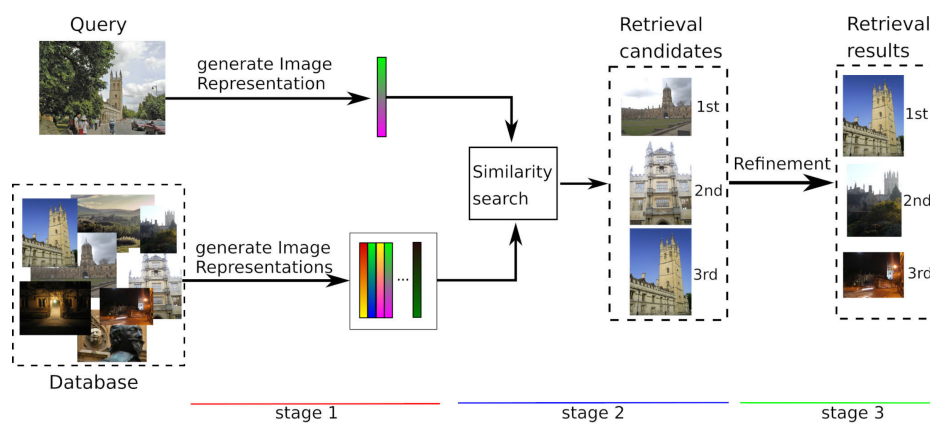 Query
generate Image
Representation
Similarity
search
Retrieval
candidates
1st
2nd
3rd
Refinement
Retrieval
results
1st
2nd
3rd
generate Image
Representations
...
Database
stage 1
stage 2
stage 3